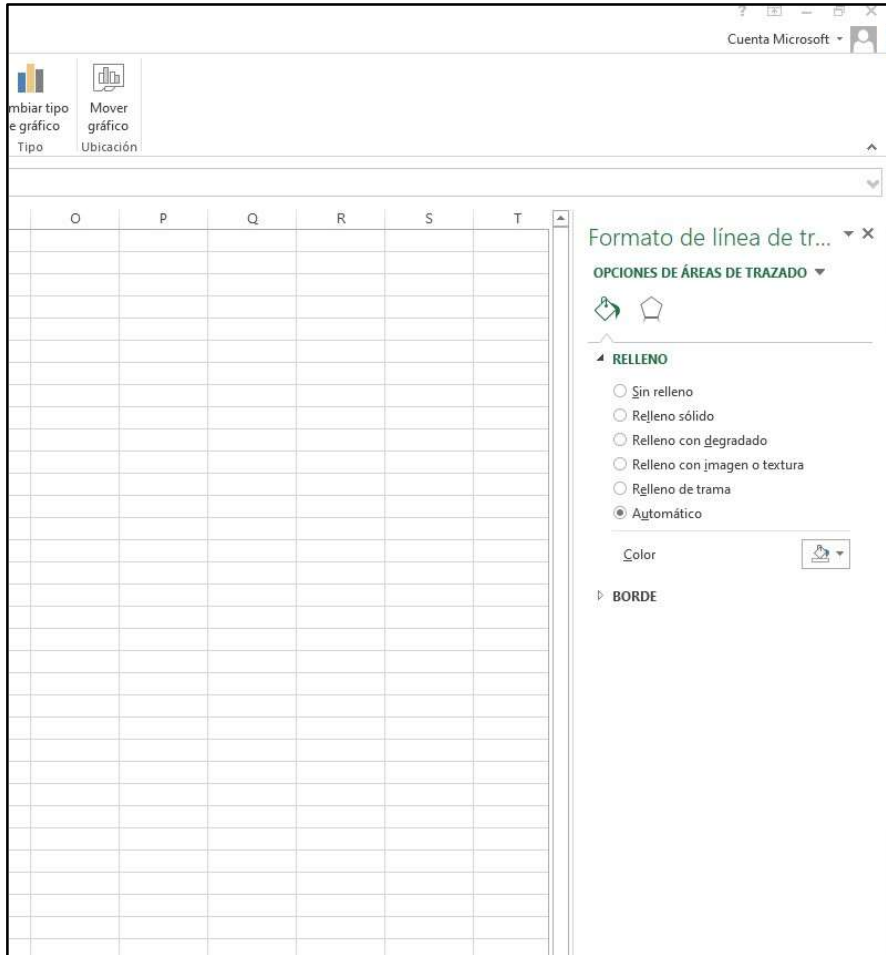 ?
Cuenta Microsoft
mbiar tipo
e gráfico
Mover
gráfico
Tipo
Ubicación
O P Q R S T
Formato de línea de tr...
OPCIONES DE ÁREAS DE TRAZADO
RELLENO
Sin relleno
Relleno sólido
Relleno con degradado
Relleno con imagen o textura
Relleno de trama
Automático
Color
BORDE